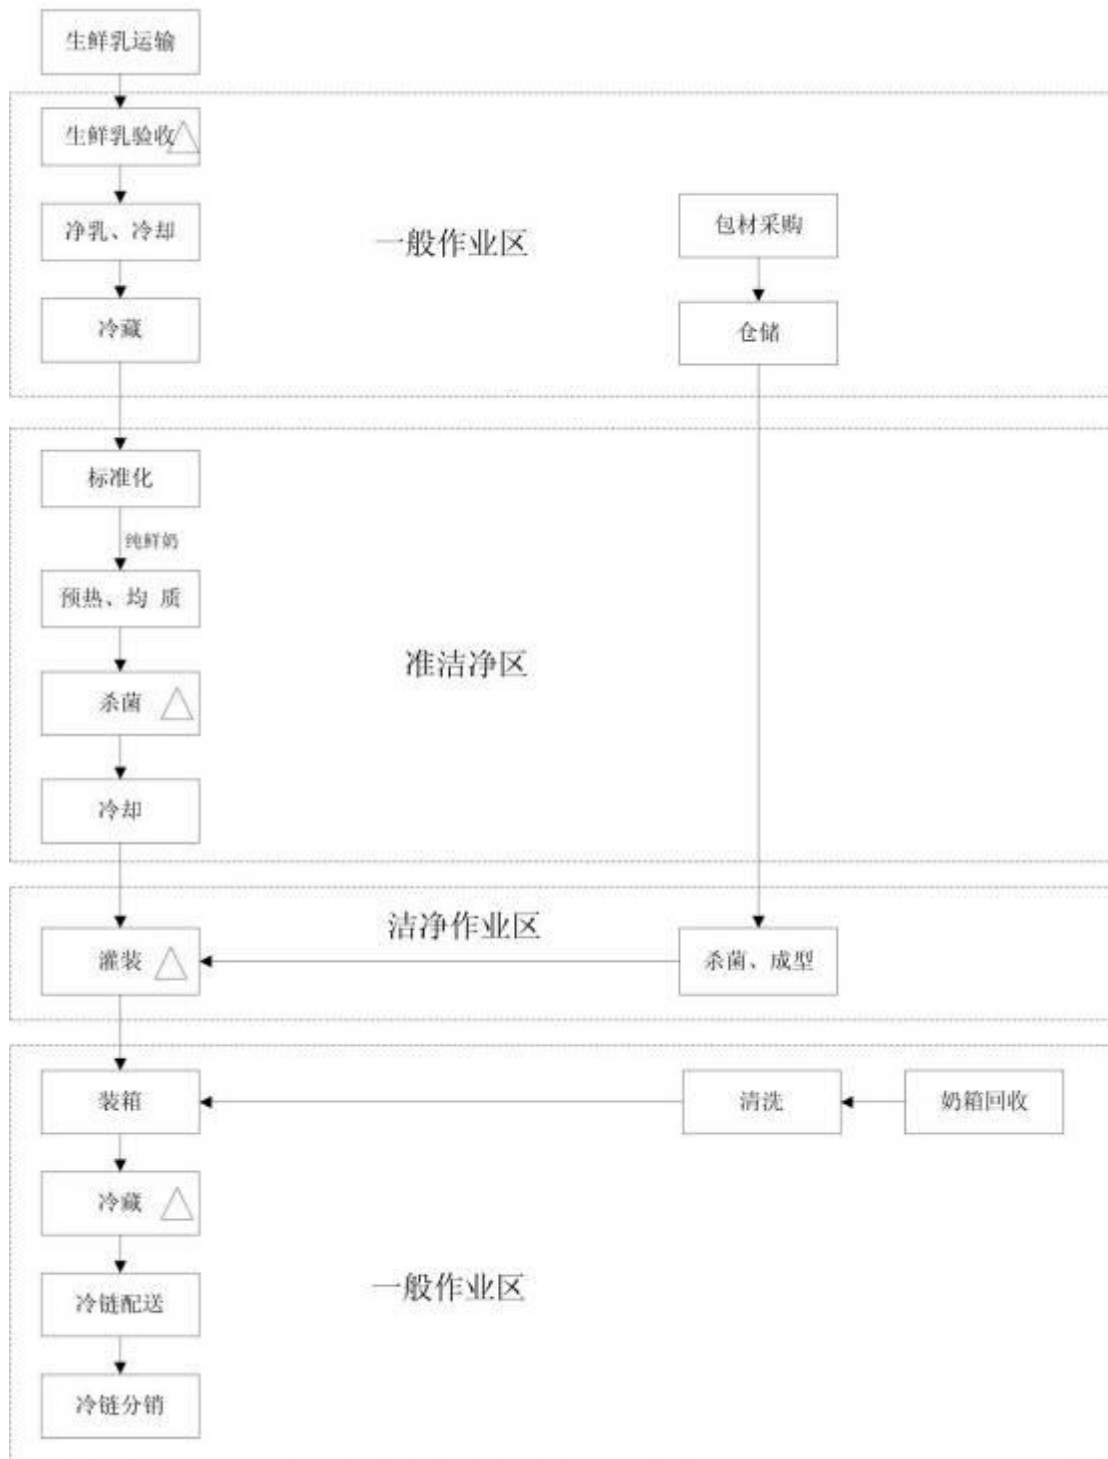 生鲜乳运输
生鲜乳验收
净乳、冷却
一般作业区
包材采购
冷藏
仓储
标准化
纯鲜奶
预热、均 质
准洁净区
杀菌
冷却
洁净作业区
灌装
杀菌、成型
装箱
清洗
奶箱回收
冷藏
一般作业区
冷链配送
冷链分销